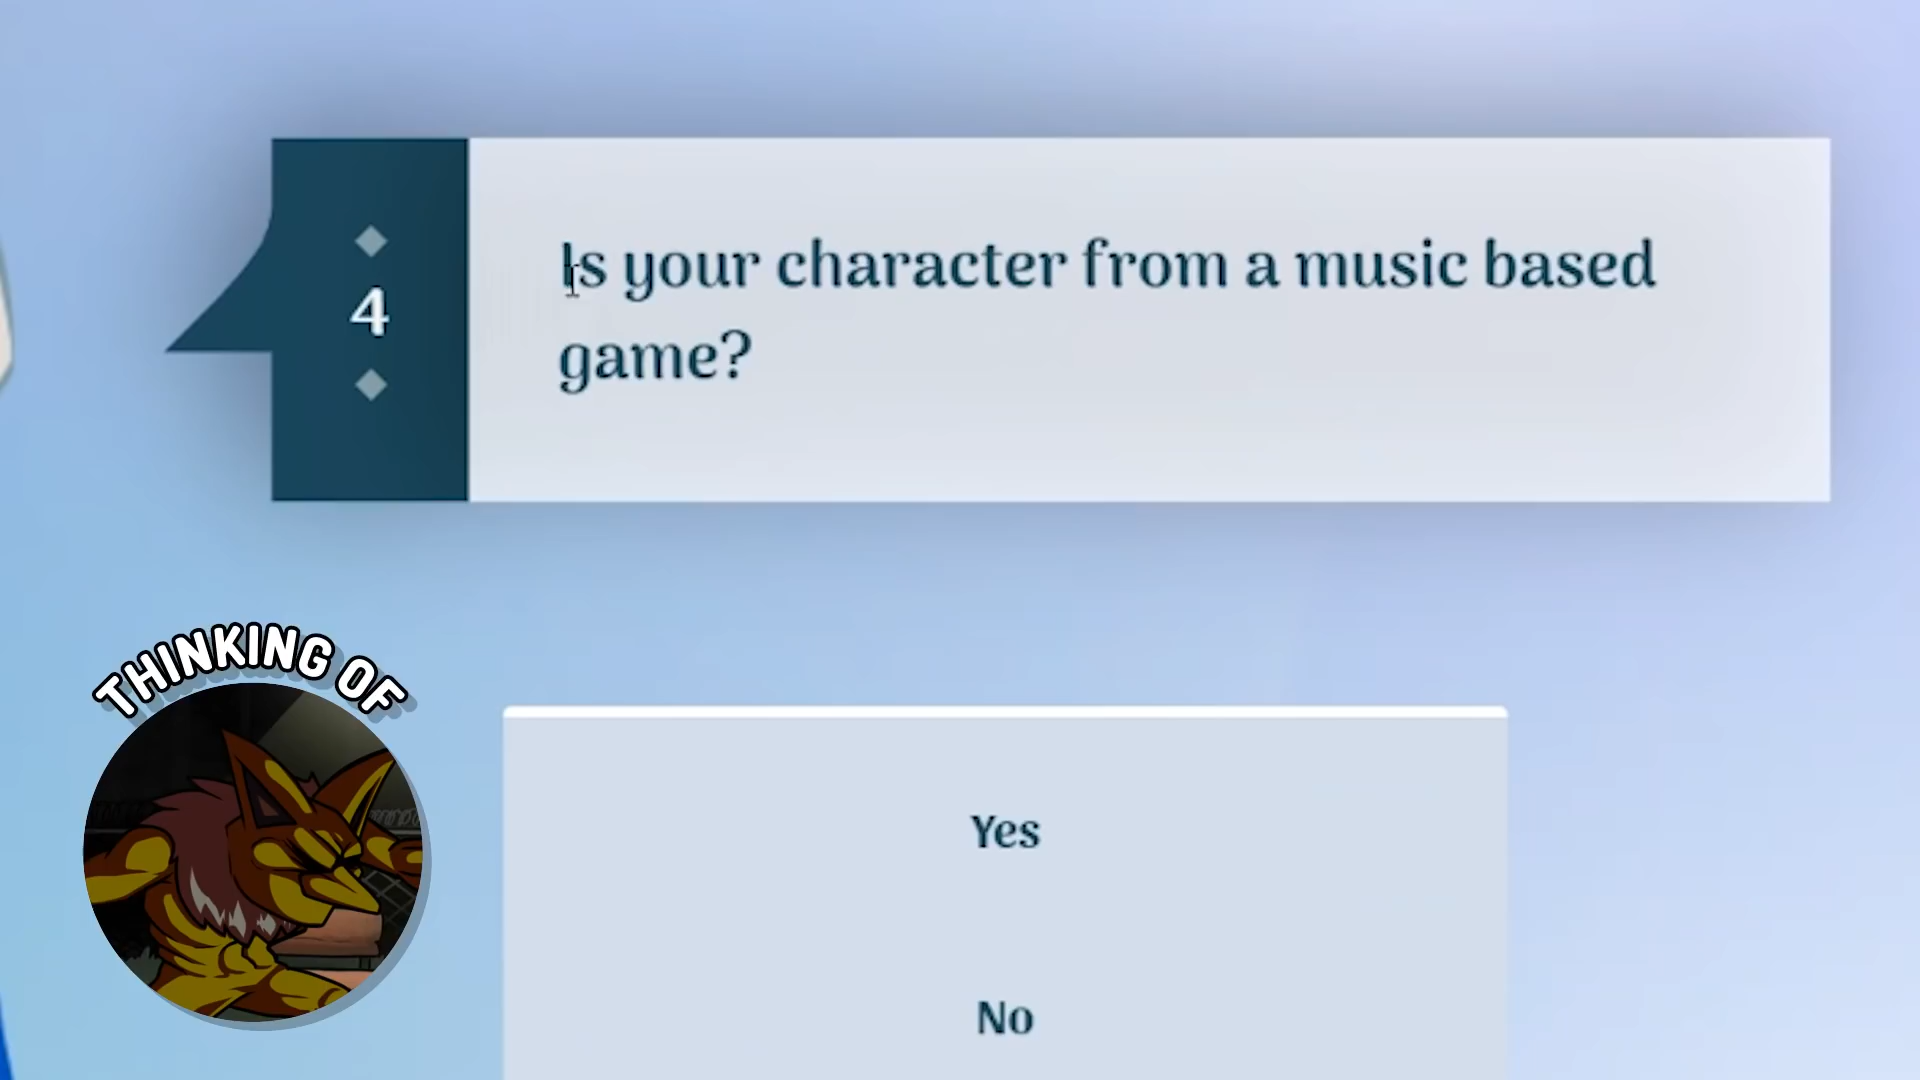 4
Is your character from a music based
game?
THINKING OF
Yes
No